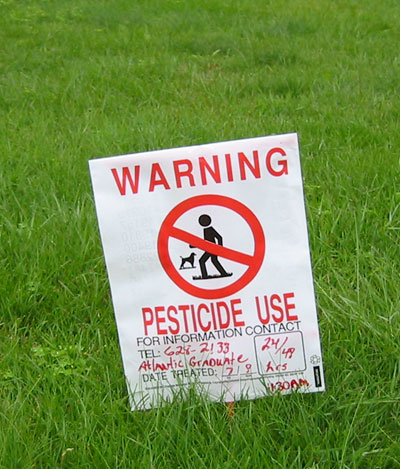 WARNING
PESTICIDE USE
FOR INFORMATION CONTACT
TEL: 628-2133
Atlantic Graduate
DATE TREATED: 7 9
24/48
hrs
1:30AM